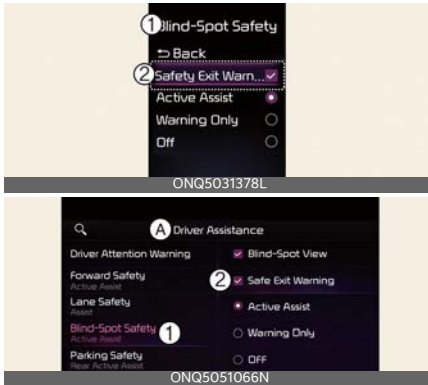 ① Blind-Spot Safety
Back
② Safety Exit Warn...
Active Assist
Warning Only
Off
ONQ5031378L
A Driver Assistance
Driver Attention Warning
Blind-Spot View
Forward Safety
Active Assist
② Safe Exit Warning
Lane Safety
Assist
Active Assist
Blind-Spot Safety ①
Active Assist
Warning Only
Parking Safety
Rear Active Assist
OFF
ONQ5051066N